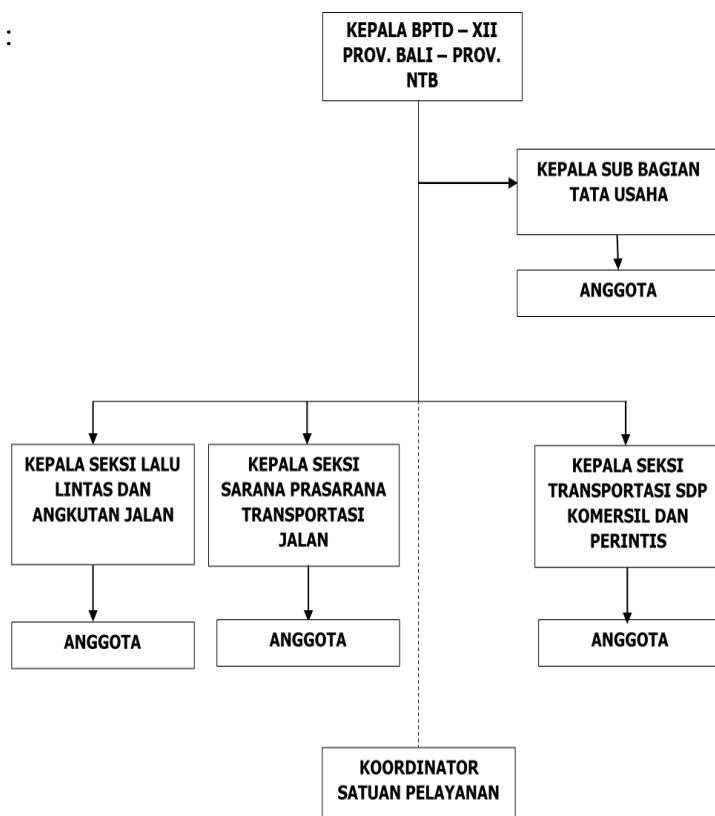 :
KEPALA BPTD – XII
PROV. BALI – PROV.
NTB
KEPALA SUB BAGIAN
TATA USAHA
ANGGOTA
KEPALA SEKSI LALU
LINTAS DAN
ANGKUTAN JALAN
KEPALA SEKSI
SARANA PRASARANA
TRANSPORTASI
JALAN
KEPALA SEKSI
TRANSPORTASI SDP
KOMERSIL DAN
PERINTIS
ANGGOTA
ANGGOTA
ANGGOTA
KOORDINATOR
SATUAN PELAYANAN